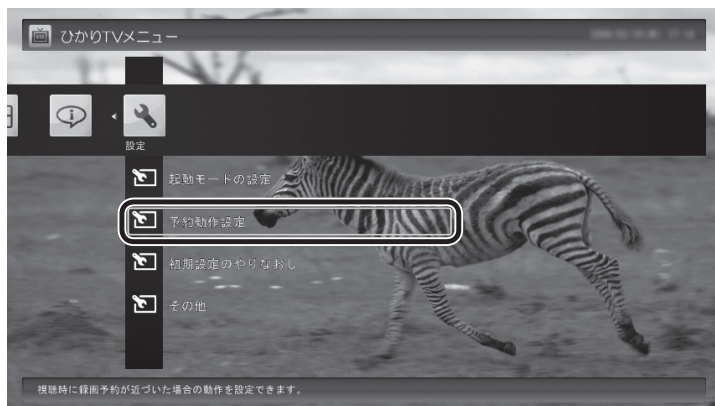 ひかりTVメニュー
設定
起動モードの設定
予約動作設定
初期設定のやりなおし
その他
視聴時に録画予約が近づいた場合の動作を設定できます。